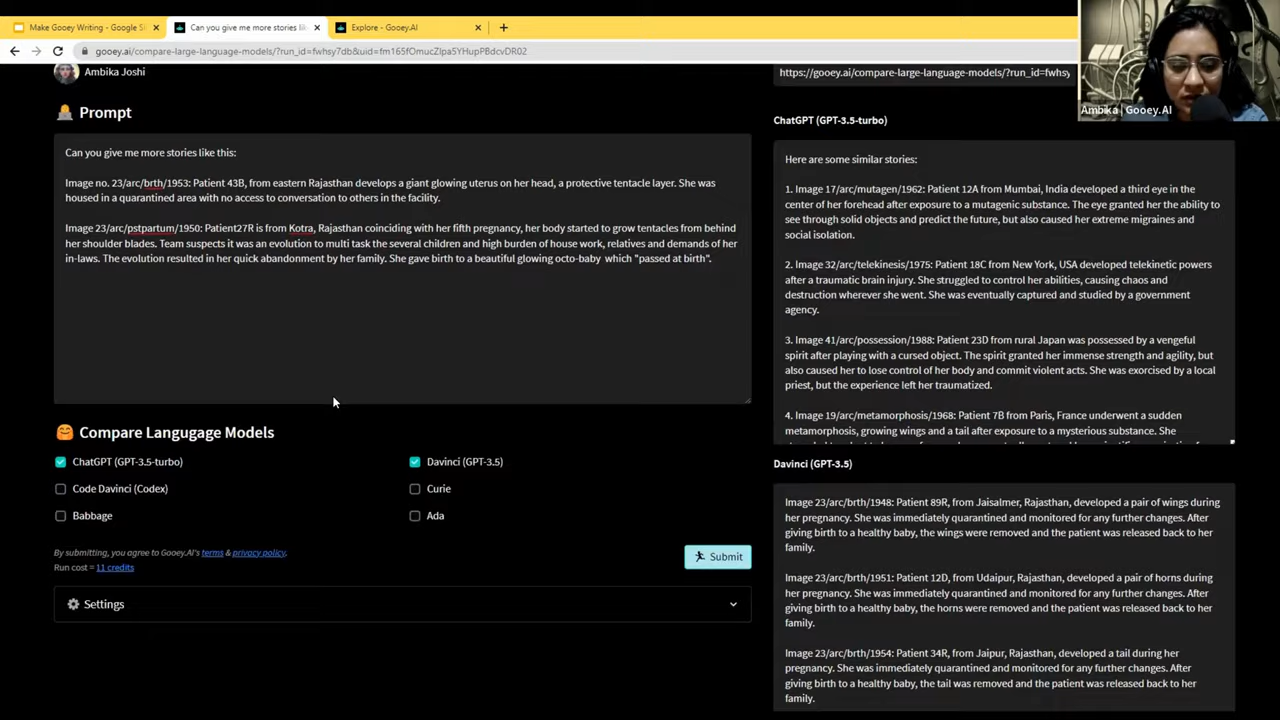 Make Gooey Writing - Google Sl
Can you give me more stories lik
Explore - Gooey.AI
gooey.ai/compare-large-language-models/?run_id=fwhsy7db&uid=fm165fOmucZlpa5YHupPBdcvDR02
Ambika Joshi
Prompt
Can you give me more stories like this:
Image no. 23/arc/brth/1953: Patient 43B, from eastern Rajasthan develops a giant glowing uterus on her head, a protective tentacle layer. She was
housed in a quarantined area with no access to conversation to others in the facility.
Image 23/arc/pstpartum/1950: Patient27R is from Kotra, Rajasthan coinciding with her fifth pregnancy, her body started to grow tentacles from behind
her shoulder blades. Team suspects it was an evolution to multi task the several children and high burden of house work, relatives and demands of her
in-laws. The evolution resulted in her quick abandonment by her family. She gave birth to a beautiful glowing octo-baby which "passed at birth".
Compare Langugage Models
ChatGPT (GPT-3.5-turbo)
Davinci (GPT-3.5)
Code Davinci (Codex)
Curie
Babbage
Ada
By submitting, you agree to Gooey.AI's terms & privacy policy.
Run cost = 11 credits
Submit
Settings
https://gooey.ai/compare-large-language-models/?run_id=fwhsy
Ambika | Gooey.AI
ChatGPT (GPT-3.5-turbo)
Here are some similar stories:
1. Image 17/arc/mutagen/1962: Patient 12A from Mumbai, India developed a third eye in the
center of her forehead after exposure to a mutagenic substance. The eye granted her the ability to
see through solid objects and predict the future, but also caused her extreme migraines and
social isolation.
2. Image 32/arc/telekinesis/1975: Patient 18C from New York, USA developed telekinetic powers
after a traumatic brain injury. She struggled to control her abilities, causing chaos and
destruction wherever she went. She was eventually captured and studied by a government
agency.
3. Image 41/arc/possession/1988: Patient 23D from rural Japan was possessed by a vengeful
spirit after playing with a cursed object. The spirit granted her immense strength and agility, but
also caused her to lose control of her body and commit violent acts. She was exorcised by a local
priest, but the experience left her traumatized.
4. Image 19/arc/metamorphosis/1968: Patient 7B from Paris, France underwent a sudden
metamorphosis, growing wings and a tail after exposure to a mysterious substance. She
Davinci (GPT-3.5)
Image 23/arc/brth/1948: Patient 89R, from Jaisalmer, Rajasthan, developed a pair of wings during
her pregnancy. She was immediately quarantined and monitored for any further changes. After
giving birth to a healthy baby, the wings were removed and the patient was released back to her
family.
Image 23/arc/brth/1951: Patient 12D, from Udaipur, Rajasthan, developed a pair of horns during
her pregnancy. She was immediately quarantined and monitored for any further changes. After
giving birth to a healthy baby, the horns were removed and the patient was released back to her
family.
Image 23/arc/brth/1954: Patient 34R, from Jaipur, Rajasthan, developed a tail during her
pregnancy. She was immediately quarantined and monitored for any further changes. After
giving birth to a healthy baby, the tail was removed and the patient was released back to her
family.